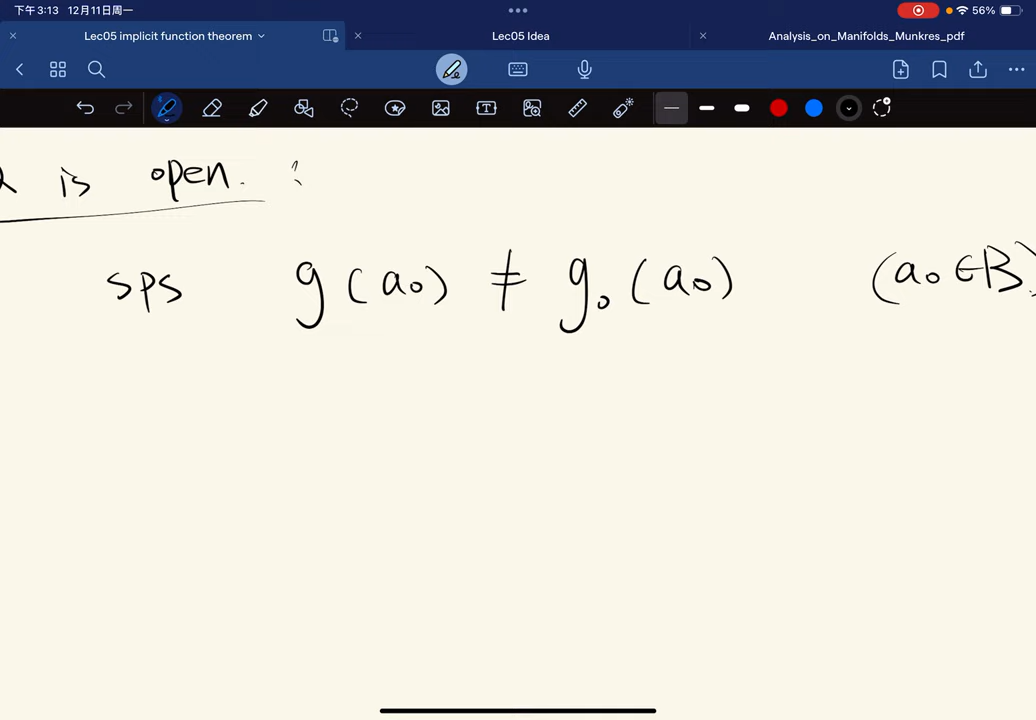 下午3:13 12月11日周一 56%
Lec05 implicit function theorem Lec05 Idea Analysis_on_Manifolds_Munkres_pdf
is open. :
sps g(a₀) ≠ g₀(a₀) (a₀ ∈ B)